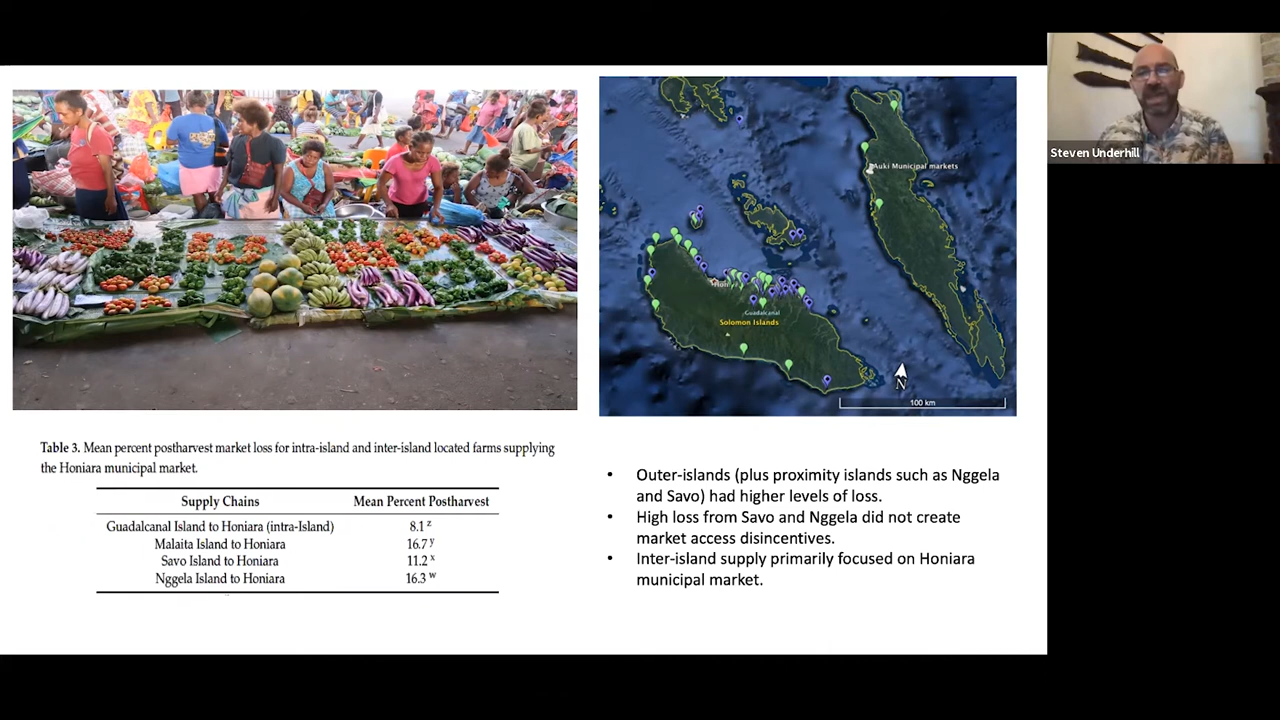 Steven Underhill
Auki Municipal markets
Guadalcanal
Solomon Islands
N
100 km
Table 3. Mean percent postharvest market loss for intra-island and inter-island located farms supplying
the Honiara municipal market.
Supply Chains Mean Percent Postharvest
Guadalcanal Island to Honiara (intra-Island) 8.1 z
Malaita Island to Honiara 16.7 y
Savo Island to Honiara 11.2 x
Nggela Island to Honiara 16.3 w
• Outer-islands (plus proximity islands such as Nggela
and Savo) had higher levels of loss.
• High loss from Savo and Nggela did not create
market access disincentives.
• Inter-island supply primarily focused on Honiara
municipal market.